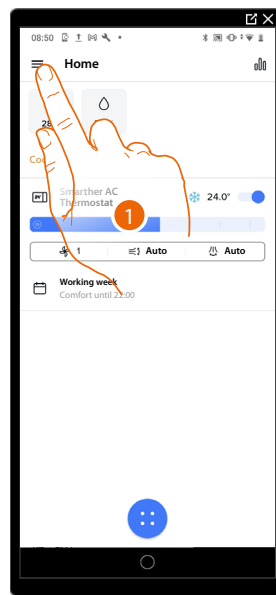 08:50
Home
28
Coo
Smarther AC
Thermostat
24.0°
1
1 Auto Auto
Working week
Comfort until 22:00